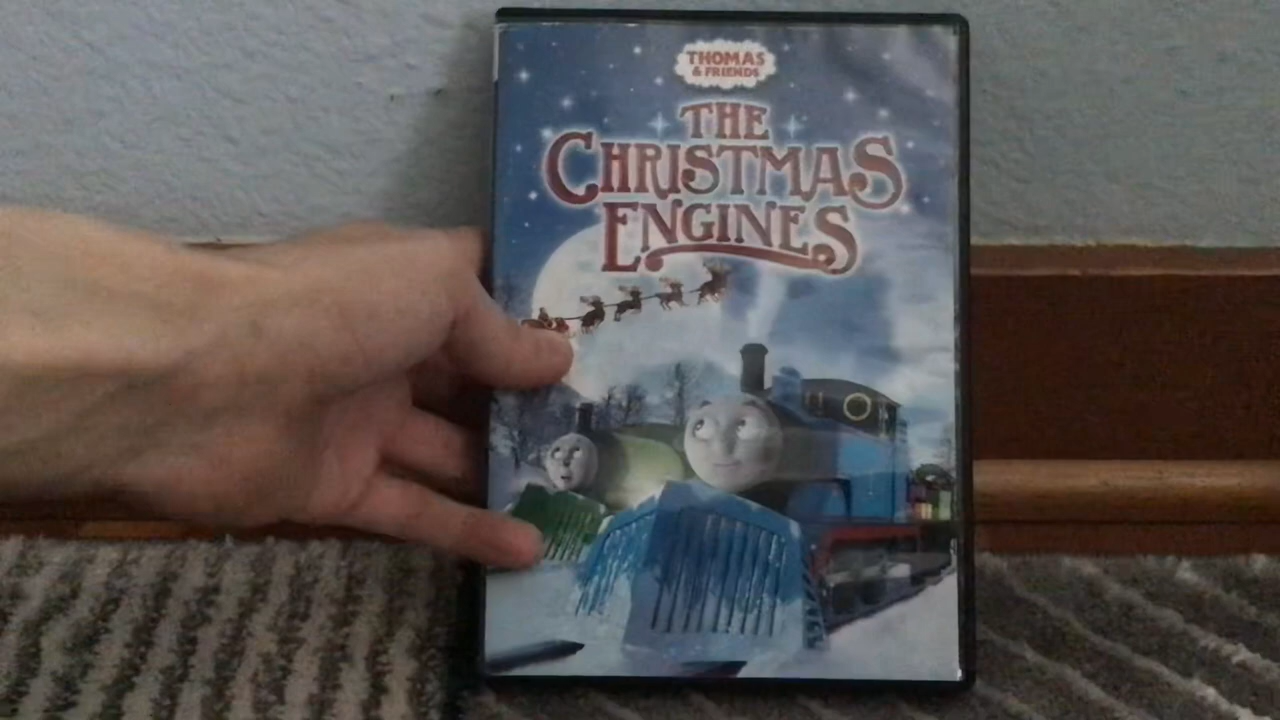 THOMAS
& FRIENDS
THE
CHRISTMAS
ENGINES